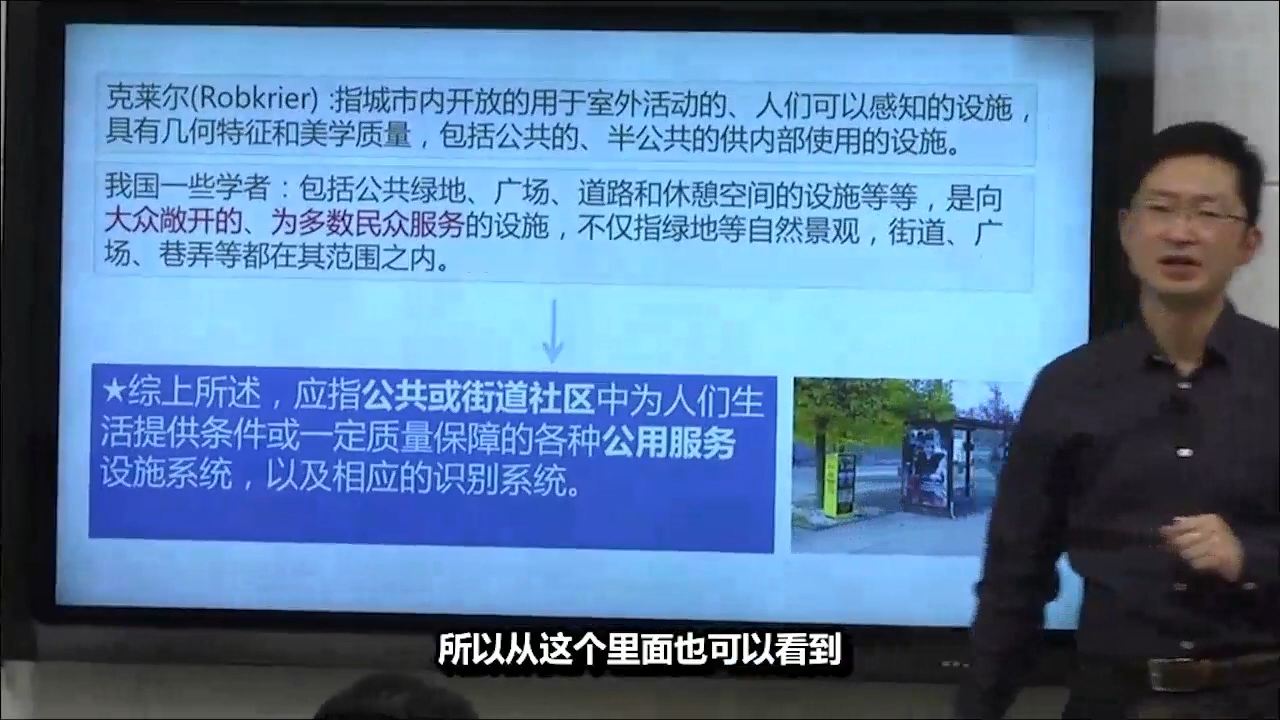 克莱尔(Robkrier) :指城市内开放的用于室外活动的、人们可以感知的设施，
具有几何特征和美学质量，包括公共的、半公共的供内部使用的设施。
我国一些学者：包括公共绿地、广场、道路和休憩空间的设施等等，是向
大众敞开的、为多数民众服务的设施，不仅指绿地等自然景观，街道、广
场、巷弄等都在其范围之内。
★综上所述，应指公共或街道社区中为人们生
活提供条件或一定质量保障的各种公用服务
设施系统，以及相应的识别系统。
所以从这个里面也可以看到